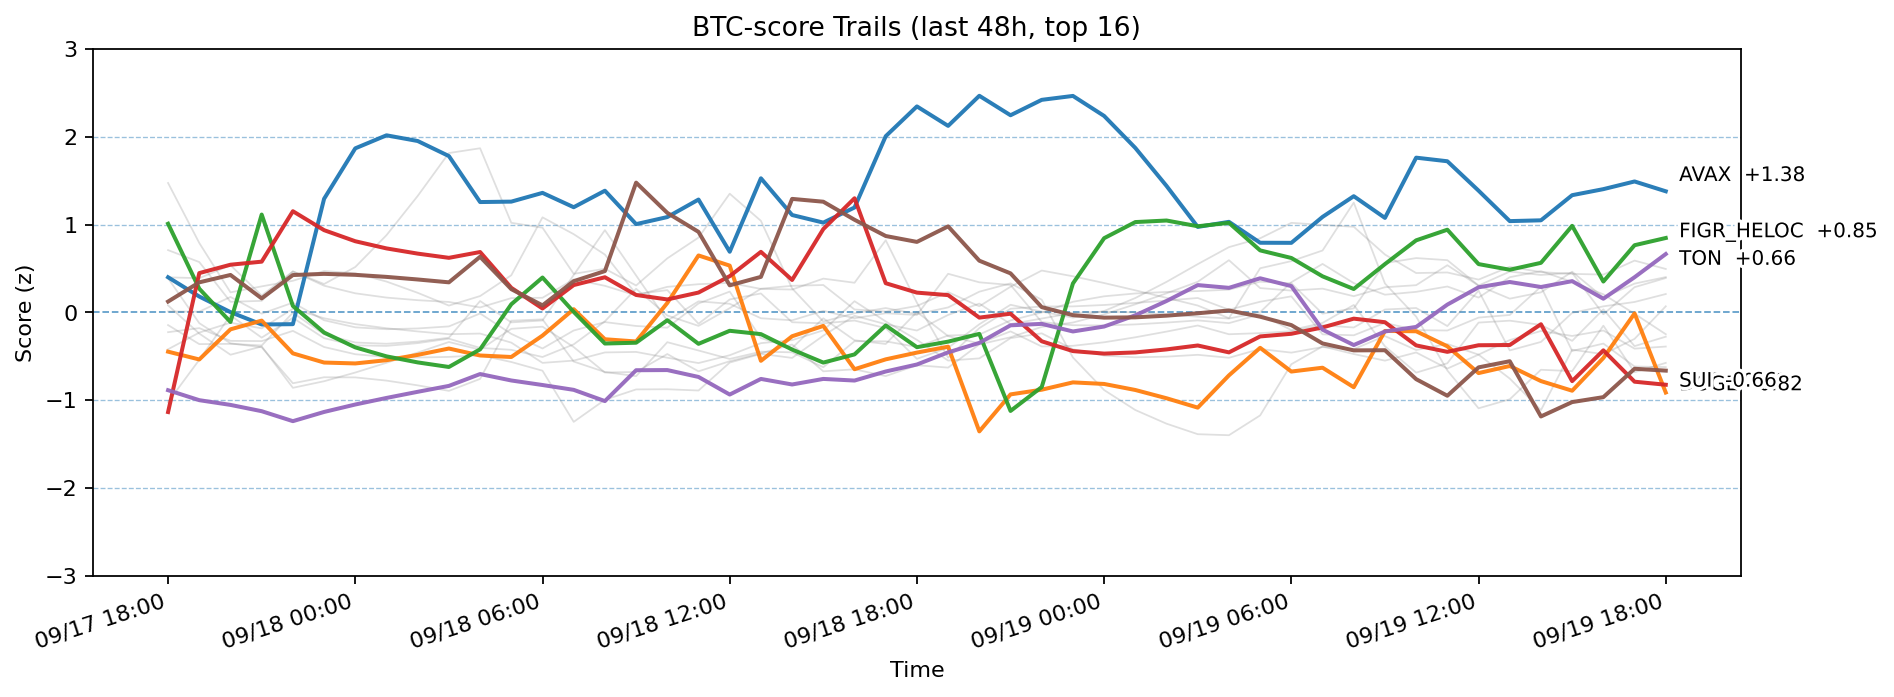 BTC-score Trails (last 48h, top 16)
Score (z)
3
2
1
0
−1
−2
−3
AVAX +1.38
FIGR_HELOC +0.85
TON +0.66
SUI −0.66
82
09/17 18:00
09/18 00:00
09/18 06:00
09/18 12:00
09/18 18:00
09/19 00:00
09/19 06:00
09/19 12:00
09/19 18:00
Time